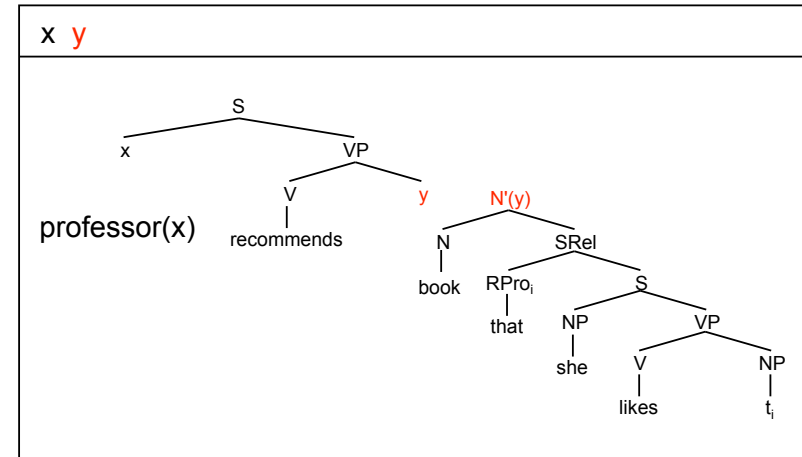 x y
S
x VP
V y N'(y)
professor(x) recommends N SRel
book RProᵢ S
that NP VP
she V NP
likes tᵢ